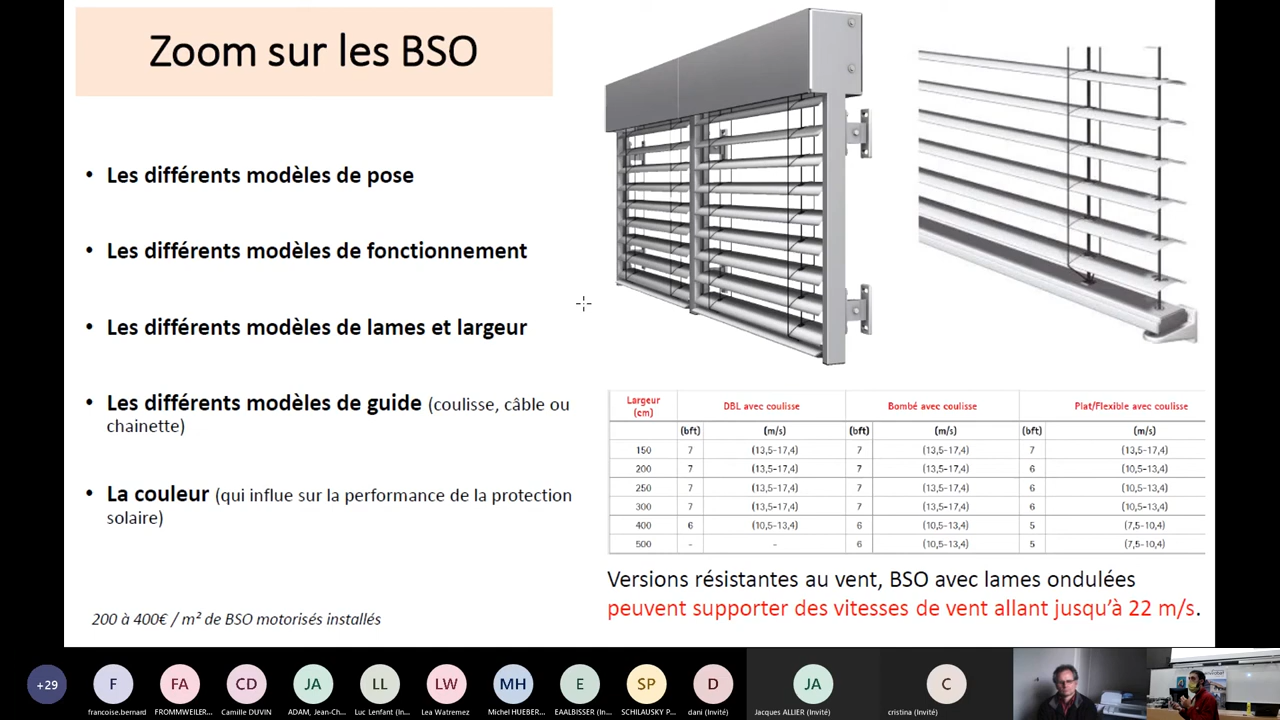 Zoom sur les BSO
• Les différents modèles de pose
• Les différents modèles de fonctionnement
• Les différents modèles de lames et largeur
• Les différents modèles de guide (coulisse, câble ou
chainette)
• La couleur (qui influe sur la performance de la protection
solaire)
200 à 400€ / m² de BSO motorisés installés
Largeur (cm) DBL avec coulisse Bombé avec coulisse Plat/Flexible avec coulisse
(bft) (m/s) (bft) (m/s) (bft) (m/s)
150 7 (13,5-17,4) 7 (13,5-17,4) 7 (13,5-17,4)
200 7 (13,5-17,4) 7 (13,5-17,4) 6 (10,5-13,4)
250 7 (13,5-17,4) 7 (13,5-17,4) 6 (10,5-13,4)
300 7 (13,5-17,4) 7 (13,5-17,4) 6 (10,5-13,4)
400 6 (10,5-13,4) 6 (10,5-13,4) 5 (7,5-10,4)
500 - - 6 (10,5-13,4) 5 (7,5-10,4)
Versions résistantes au vent, BSO avec lames ondulées
peuvent supporter des vitesses de vent allant jusqu'à 22 m/s.
+29 F FA CD JA LL LW MH E SP D JA C
francoise.bernard FROMMWEILER... Camille DUVIN ADAM, Jean-Ch... Luc Lenfant (In... Lea Watremez Michel HUEBER... EAALBISSER (In... SCHILAUSKY P... dani (Invité) Jacques ALLIER (Invité) cristina (Invité)